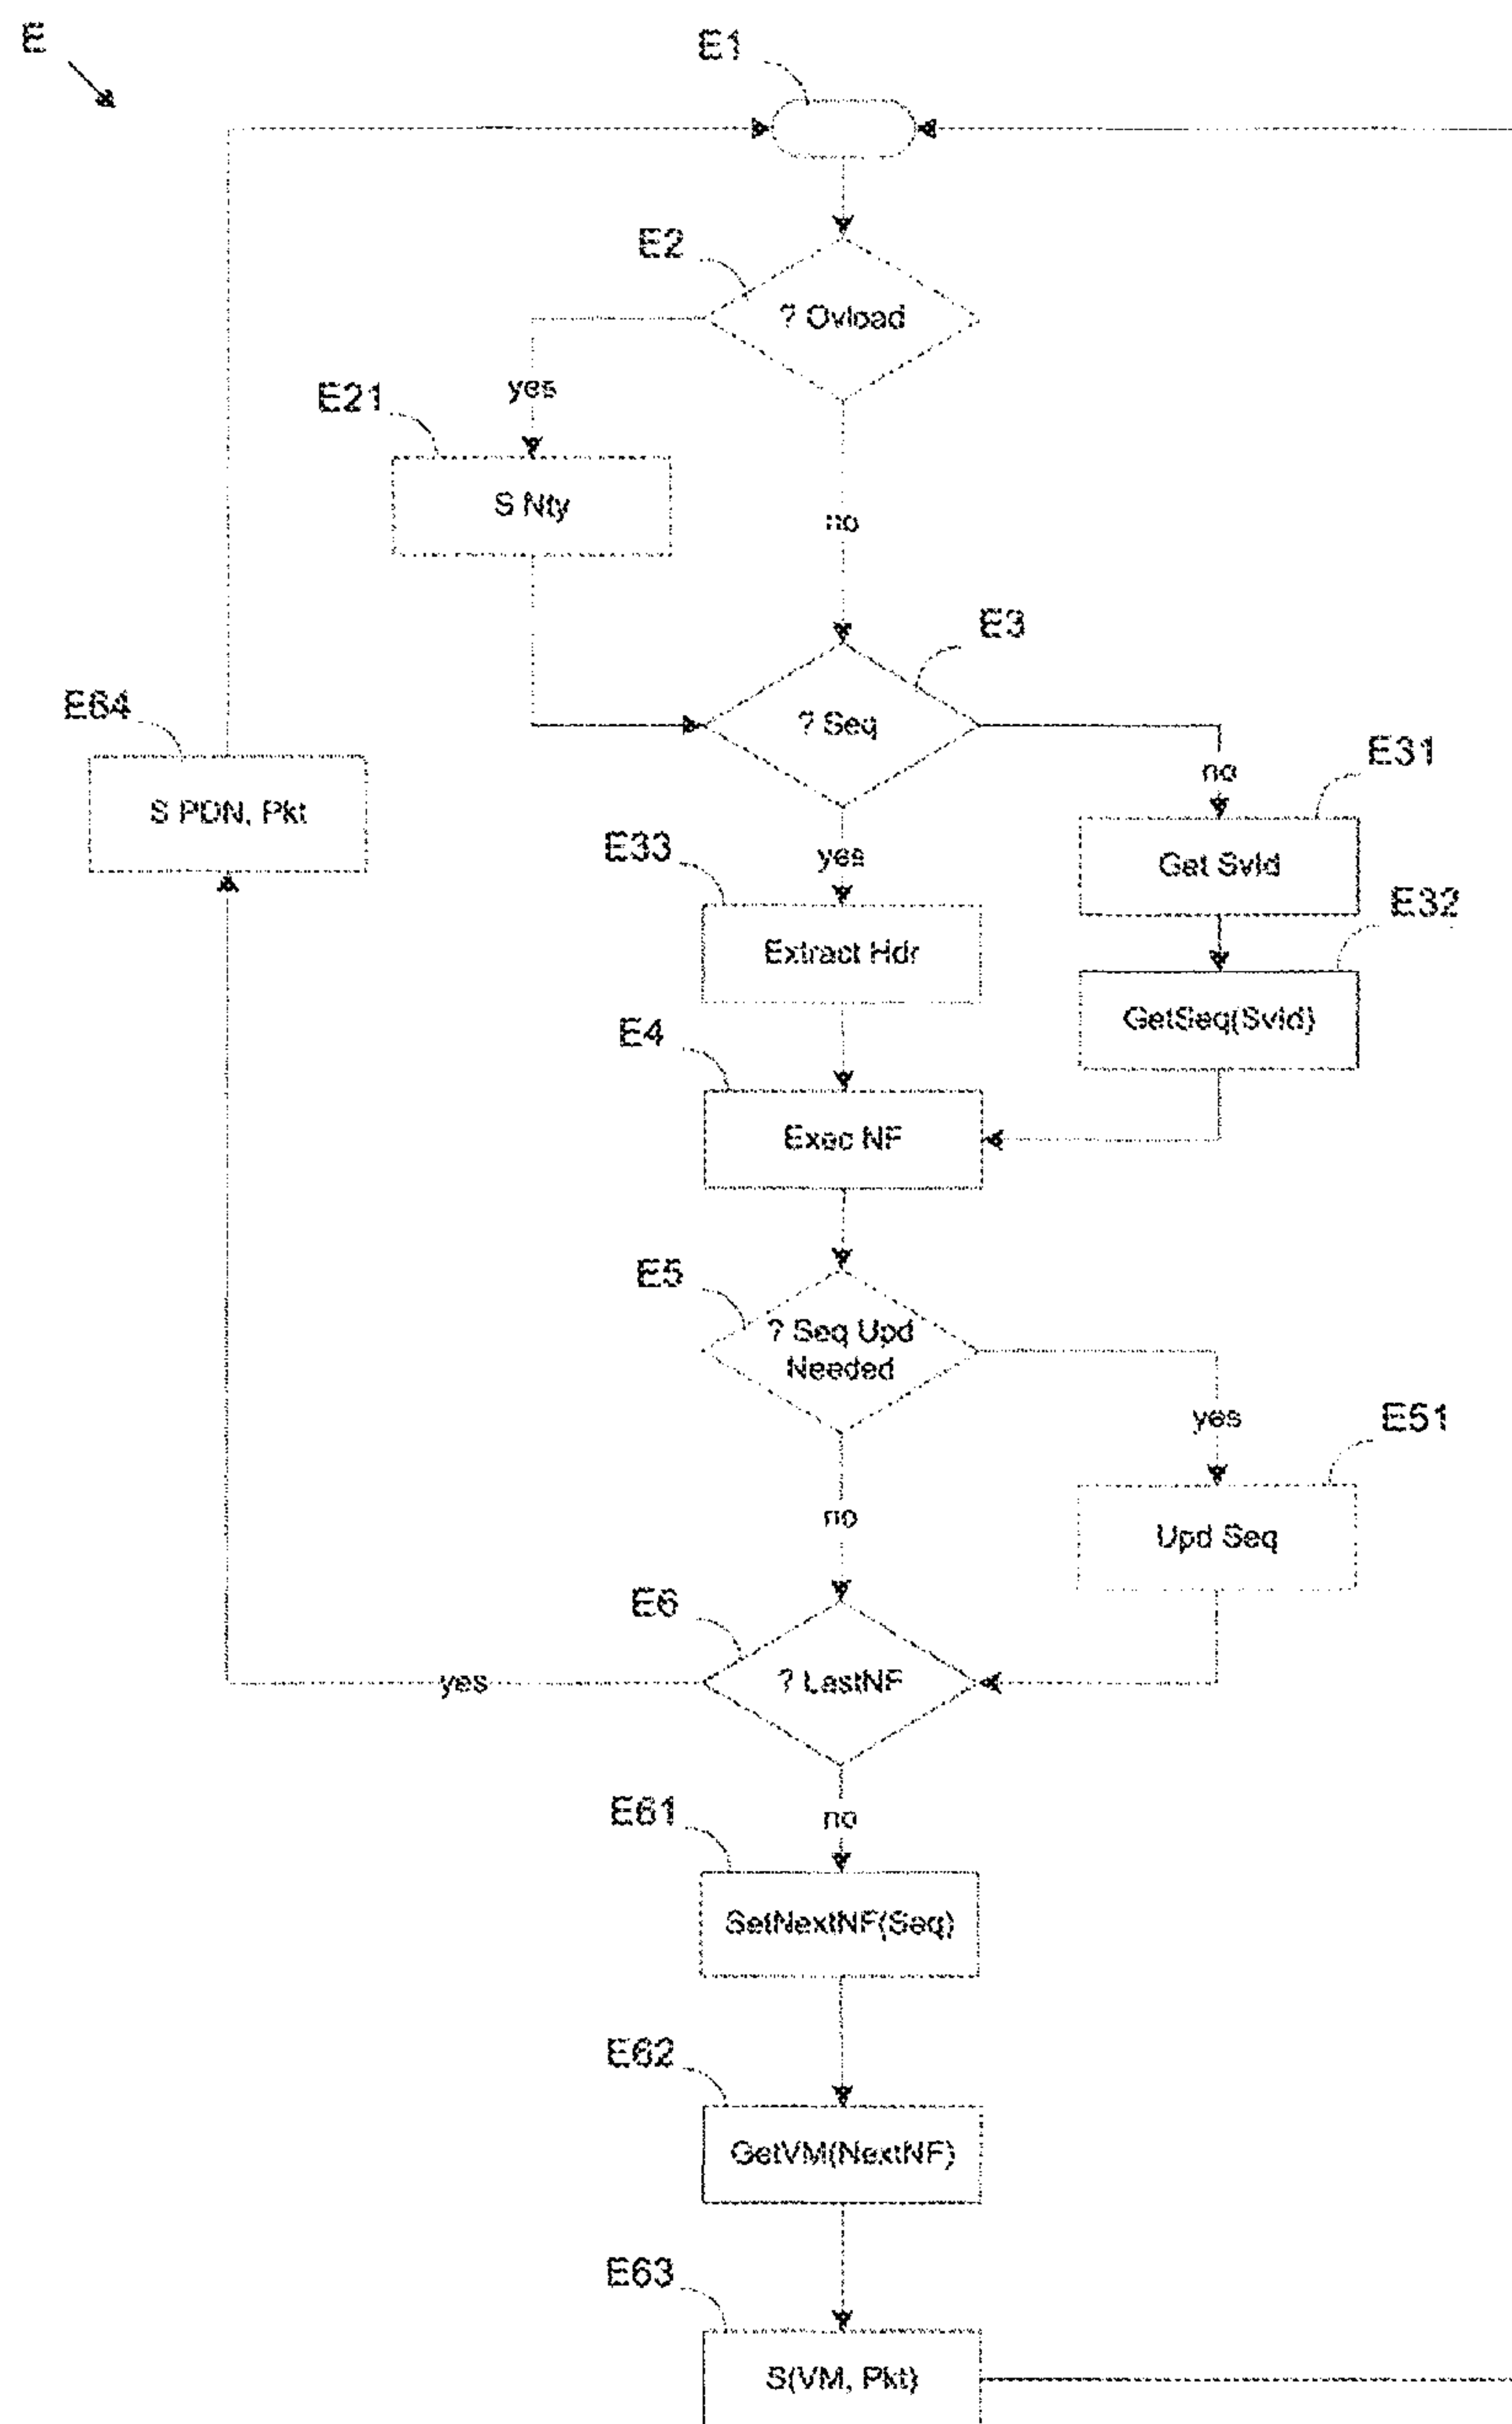 E
E1
E2
? Ovload
yes
E21
S Nty
no
E3
? Seq
E64
S PDN, Pkt
no
E31
Get SvId
yes
E33
Extract Hdr
E32
GetSeq(SvId)
E4
Exec NF
E5
? Seq Upd
Needed
yes
E51
Upd Seq
no
E6
? LastNF
yes
no
E61
SetNextNF(Seq)
E62
GetVM(NextNF)
E63
S(VM, Pkt)